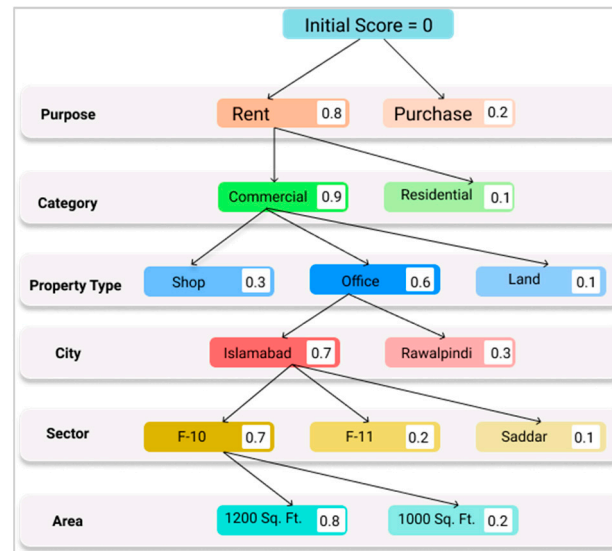 Initial Score = 0
Purpose Rent 0.8 Purchase 0.2
Category Commercial 0.9 Residential 0.1
Property Type Shop 0.3 Office 0.6 Land 0.1
City Islamabad 0.7 Rawalpindi 0.3
Sector F-10 0.7 F-11 0.2 Saddar 0.1
Area 1200 Sq. Ft. 0.8 1000 Sq. Ft. 0.2